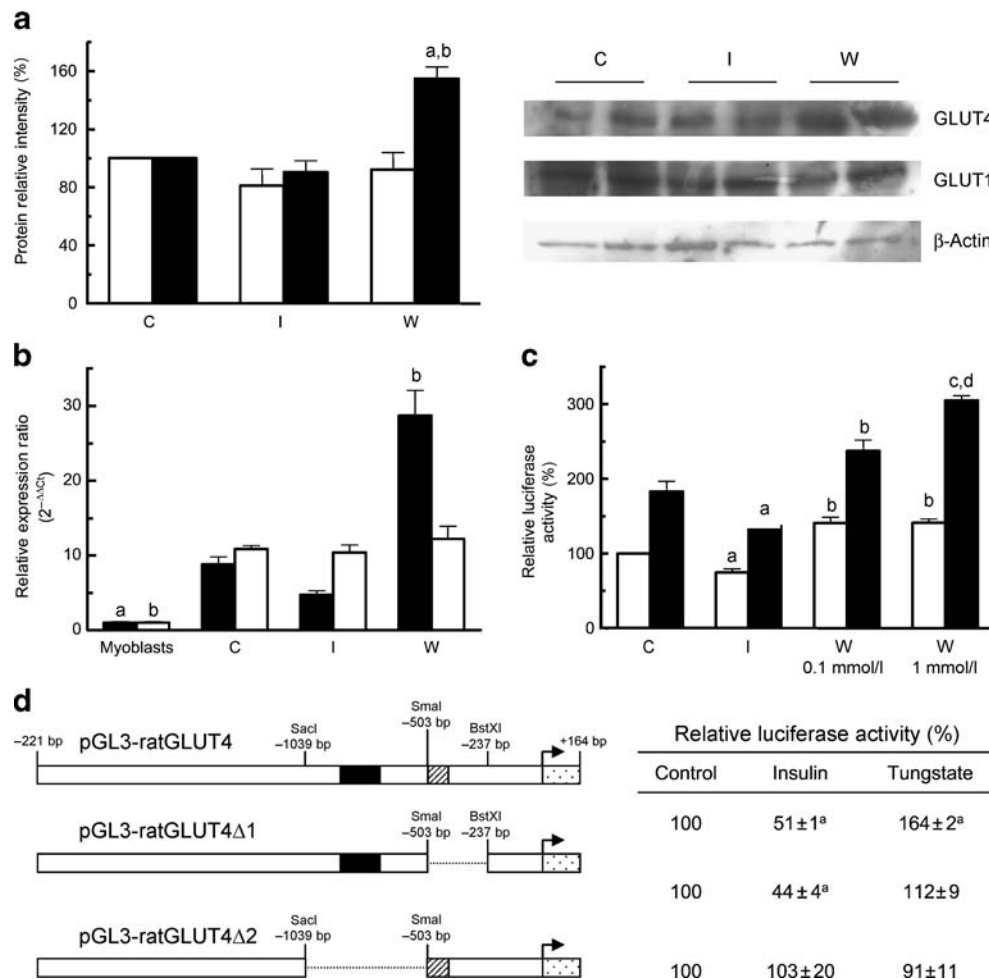 a
Protein relative intensity (%)
160
120
80
40
0
a,b
C I W
C I W
GLUT4
GLUT1
β-Actin
b
Relative expression ratio
(2−ΔΔCt)
30
20
10
0
a b
b
Myoblasts C I W
c
Relative luciferase
activity (%)
300
200
100
0
a
a
b
b
b
c,d
C I W W
0.1 mmol/l 1 mmol/l
d
−221 bp
pGL3-ratGLUT4
SacI
−1039 bp
SmaI
−503 bp
BstXI
−237 bp
+164 bp
pGL3-ratGLUT4Δ1
SmaI
−503 bp
BstXI
−237 bp
pGL3-ratGLUT4Δ2
SacI
−1039 bp
SmaI
−503 bp
Relative luciferase activity (%)
Control Insulin Tungstate
100 51±1ᵃ 164±2ᵃ
100 44±4ᵃ 112±9
100 103±20 91±11